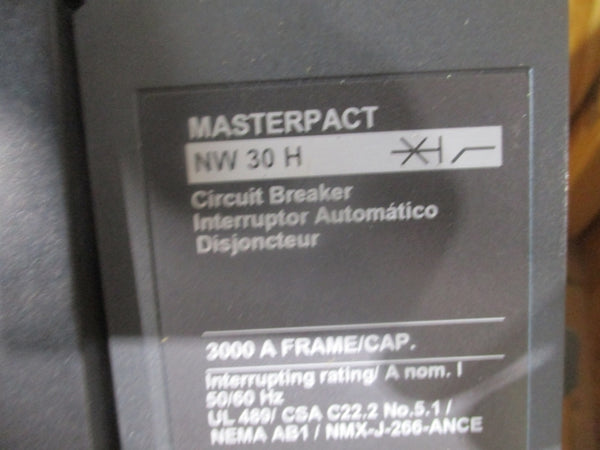 MASTERPACT
NW 30 H
Circuit Breaker
Interruptor Automático
Disjoncteur
3000 A FRAME/CAP.
Interrupting rating/ A nom. I
50/60 Hz
UL 489/ CSA C22.2 No.5.1 /
NEMA AB1 / NMX-J-266-ANCE